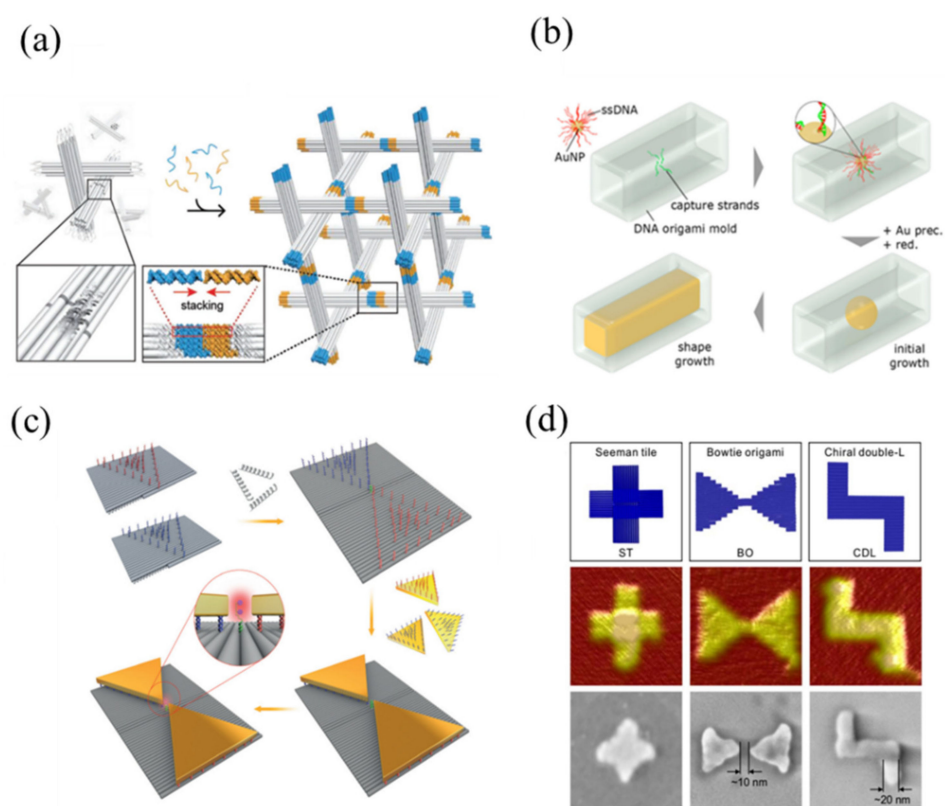 (a)
stacking
(b)
ssDNA
AuNP
capture strands
DNA origami mold
+ Au prec.
+ red.
shape
growth
initial
growth
(c)
(d)
Seeman tile
Bowtie origami
Chiral double-L
ST
BO
CDL
~10 nm
~20 nm